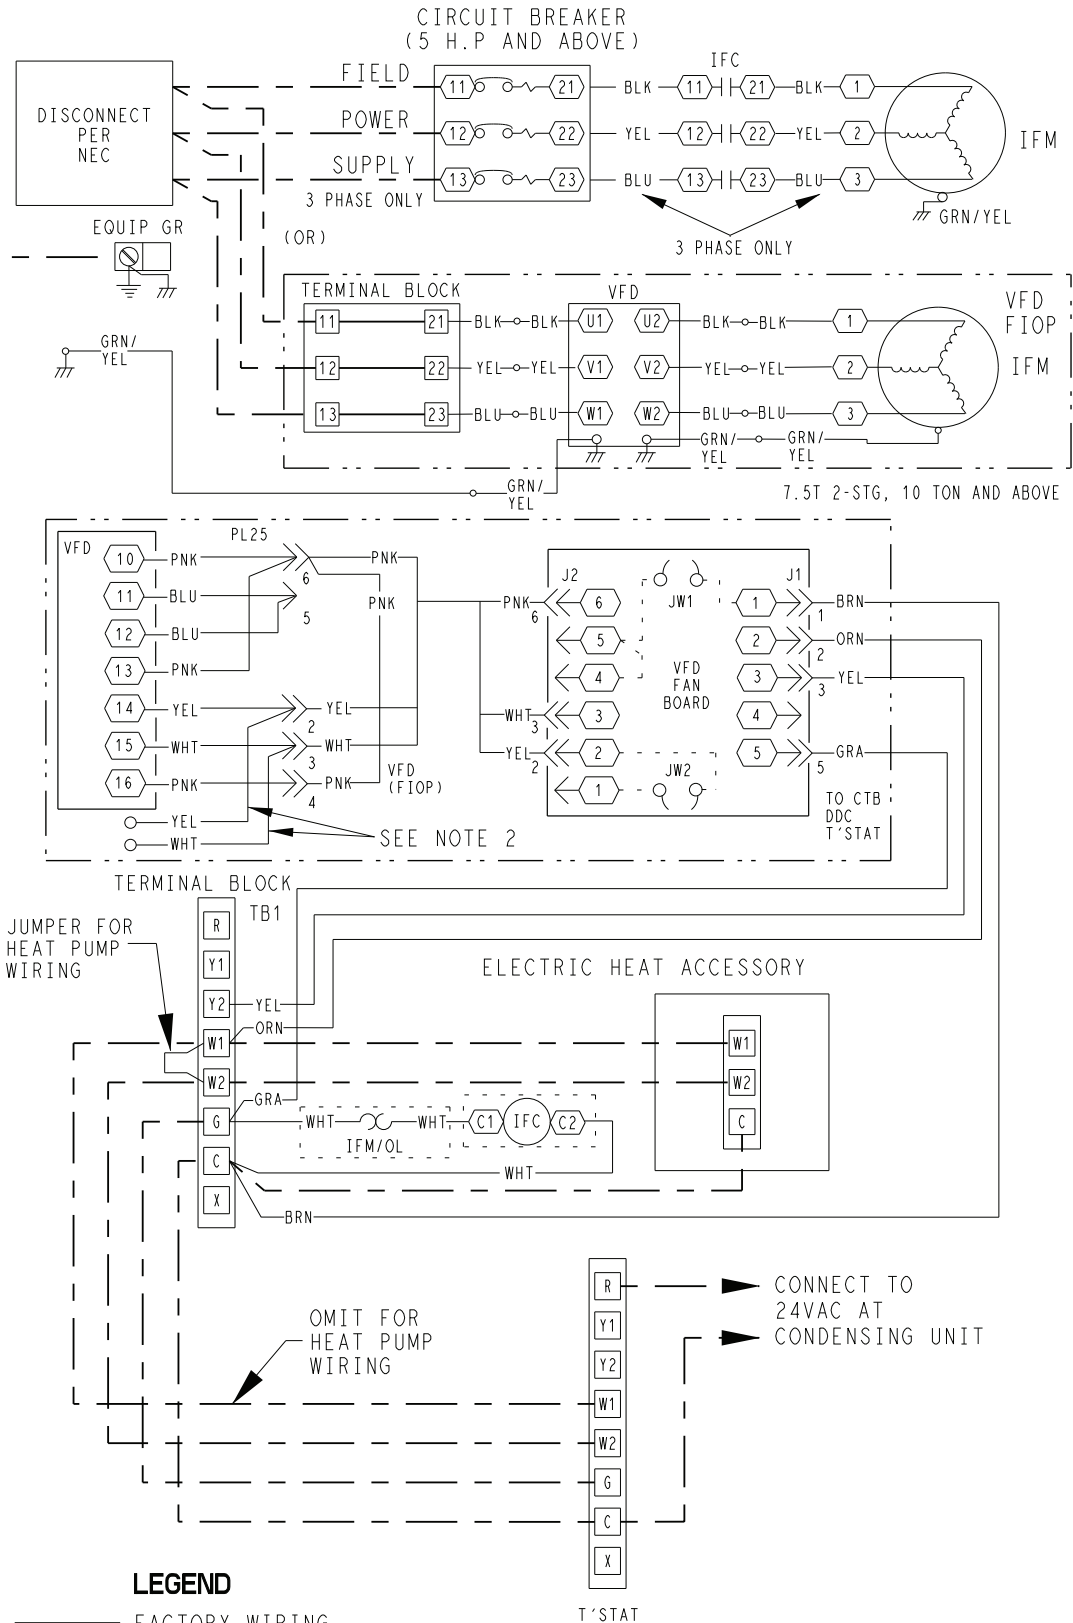 CIRCUIT BREAKER
(5 H.P AND ABOVE)
DISCONNECT
PER
NEC
FIELD
POWER
SUPPLY
3 PHASE ONLY
11 21 BLK 11 21 BLK 1
IFC
12 22 YEL 12 22 YEL 2
13 23 BLU 13 23 BLU 3
IFM
GRN/YEL
3 PHASE ONLY
EQUIP GR
(OR)
TERMINAL BLOCK
VFD
VFD
FIOP
11 21 BLK BLK U1 U2 BLK BLK 1
12 22 YEL YEL V1 V2 YEL YEL 2
IFM
13 23 BLU BLU W1 W2 BLU BLU 3
GRN/
YEL
GRN/
YEL
GRN/
YEL
GRN/
YEL
7.5T 2-STG, 10 TON AND ABOVE
VFD
PL25
10 PNK 6 PNK
11 BLU 5 PNK
12 BLU
13 PNK
14 YEL 2 YEL
15 WHT 3 WHT
16 PNK 4 PNK
VFD
(FIOP)
YEL
WHT
SEE NOTE 2
J2
J1
PNK 6 6
5
4
WHT 3 3
YEL 2 2
1
JW1
VFD
FAN
BOARD
JW2
1 1 BRN
2 2 ORN
3 3 YEL
4
5 5 GRA
TO CTB
DDC
T'STAT
TERMINAL BLOCK
TB1
JUMPER FOR
HEAT PUMP
WIRING
R
Y1
Y2 YEL
ORN
W1
W2
GRA
G
C
X
WHT WHT C1 IFC C2
IFM/OL
WHT
BRN
ELECTRIC HEAT ACCESSORY
W1
W2
C
OMIT FOR
HEAT PUMP
WIRING
R
Y1
Y2
W1
W2
G
C
X
T'STAT
CONNECT TO
24VAC AT
CONDENSING UNIT
LEGEND
FACTORY WIRING